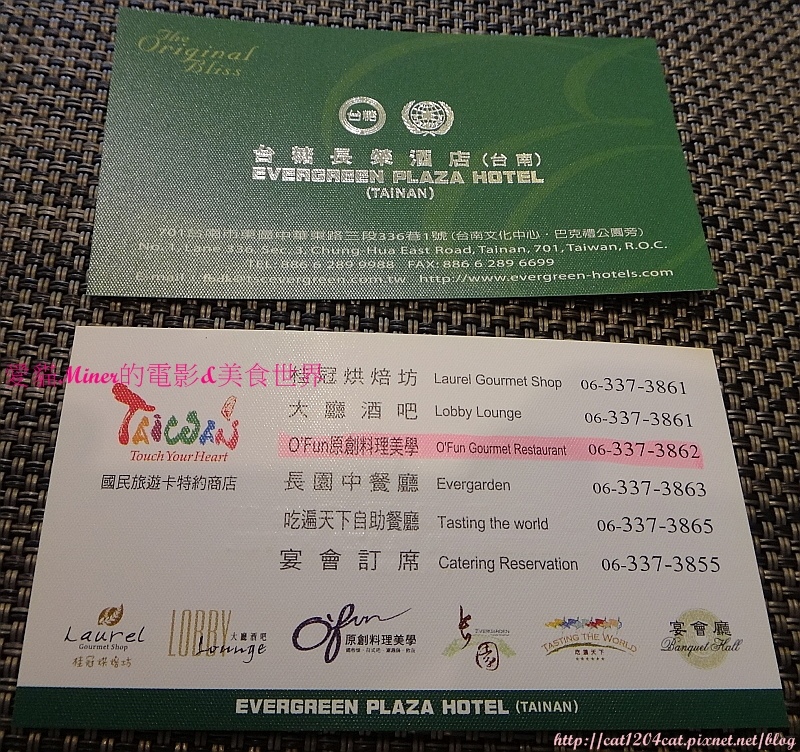 The
Original
Bliss
台糖長榮酒店(台南)
EVERGREEN PLAZA HOTEL
(TAINAN)
701台南市東區中華東路三段336巷1號(台南文化中心・巴克禮公園旁)
Chung-Hua East Road, Tainan, 701, Taiwan, R.O.C.
6 289 9988 FAX: 886 6 289 6699
http://www.evergreen-hotels.com
愛貓Miner的電影&美食世界
TAIWAN
Touch Your Heart
國民旅遊卡特約商店
桂冠烘焙坊 Laurel Gourmet Shop 06-337-3861
大廳酒吧 Lobby Lounge 06-337-3861
O'Fun原創料理美學 O'Fun Gourmet Restaurant 06-337-3862
長園中餐廳 Evergarden 06-337-3863
吃遍天下自助餐廳 Tasting the world 06-337-3865
宴會訂席 Catering Reservation 06-337-3855
Laurel
Gourmet Shop
桂冠烘焙坊
LOBBY
大廳酒吧
Lounge
O'fun
原創料理美學
長園
EVERGARDEN
TASTING THE WORLD
吃遍天下
宴會廳
Banquet Hall
EVERGREEN PLAZA HOTEL (TAINAN)
http://cat1204cat.pixnet.net/blog